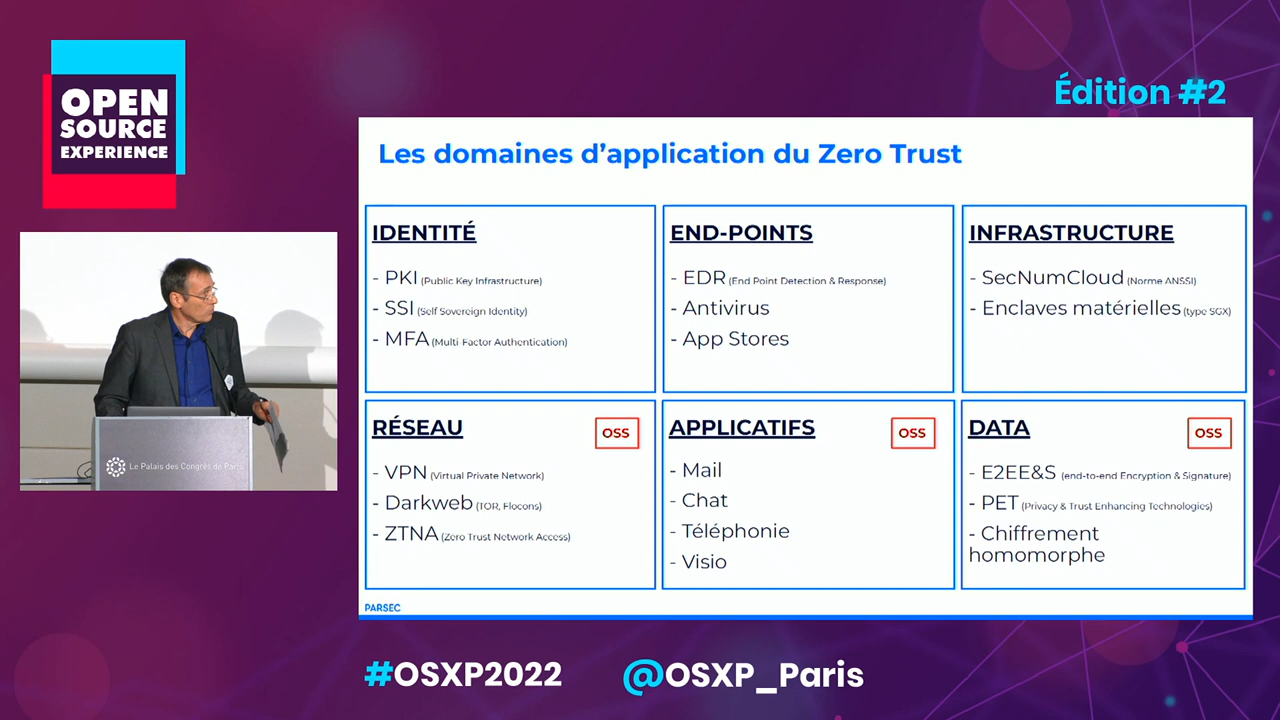 OPEN
SOURCE
EXPERIENCE
Édition #2
Les domaines d'application du Zero Trust
IDENTITÉ
- PKI (Public Key Infrastructure)
- SSI (Self Sovereign Identity)
- MFA (Multi-Factor Authentication)
END-POINTS
- EDR (End Point Detection & Response)
- Antivirus
- App Stores
INFRASTRUCTURE
- SecNumCloud (Norme ANSSI)
- Enclaves matérielles (type SGX)
RÉSEAU
OSS
- VPN (Virtual Private Network)
- Darkweb (TOR, Flocons)
- ZTNA (Zero Trust Network Access)
APPLICATIFS
OSS
- Mail
- Chat
- Téléphonie
- Visio
DATA
OSS
- E2EE&S (end-to-end Encryption & Signature)
- PET (Privacy & Trust Enhancing Technologies)
- Chiffrement
homomorphe
PARSEC
Le Palais des Congrès de Paris
#OSXP2022
@OSXP_Paris